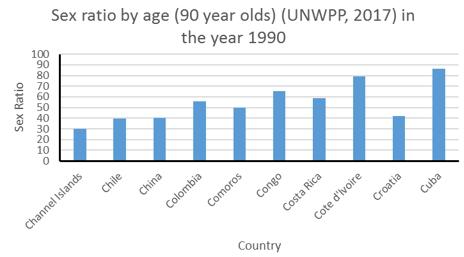 Sex ratio by age (90 year olds) (UNWPP, 2017) in
the year 1990
Sex Ratio
100
90
80
70
60
50
40
30
20
10
0
Channel Islands
Chile
China
Colombia
Comoros
Congo
Costa Rica
Cote d'Ivoire
Croatia
Cuba
Country